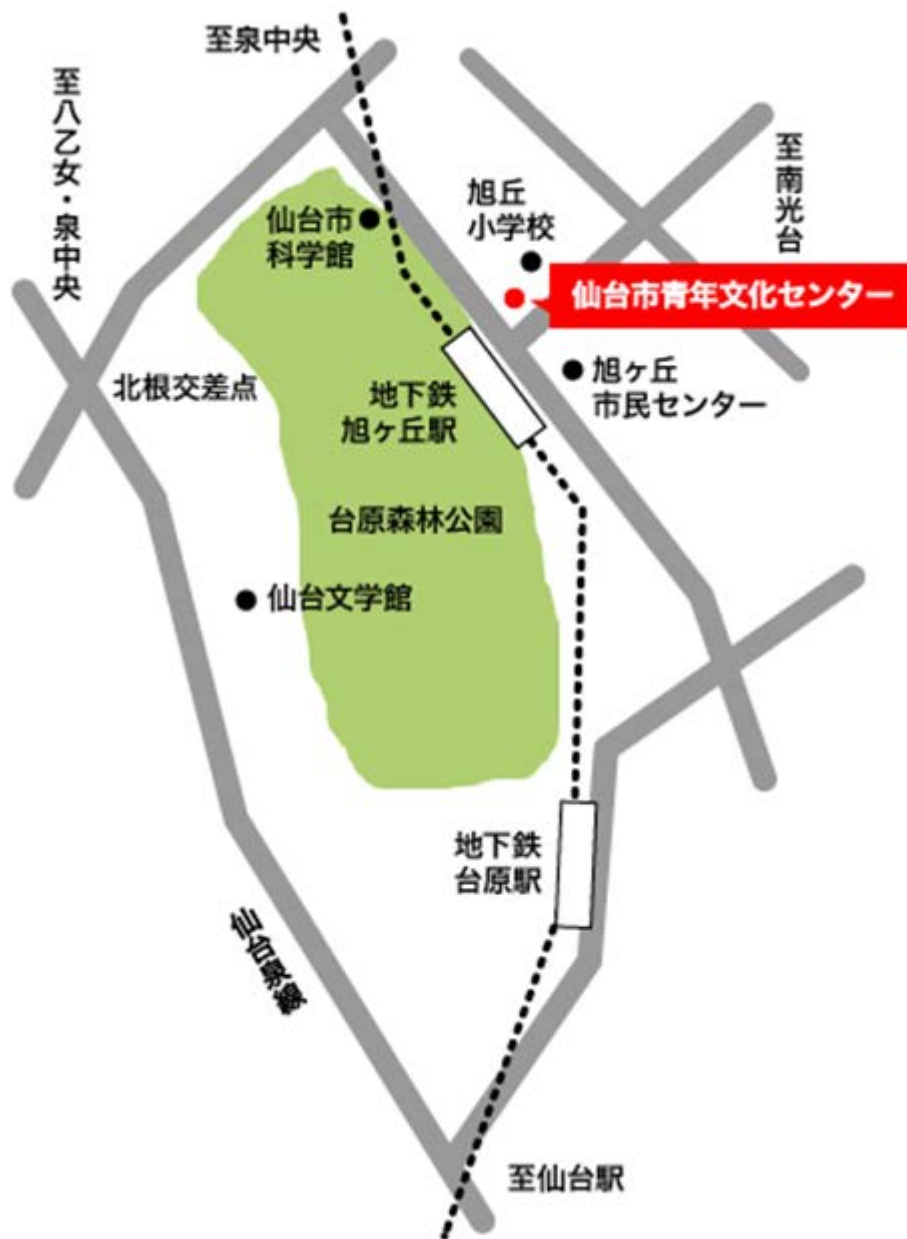 至泉中央
至八乙女・泉中央
至南光台
旭丘
小学校
仙台市
科学館
仙台市青年文化センター
北根交差点
地下鉄
旭ヶ丘駅
旭ヶ丘
市民センター
台原森林公園
仙台文学館
地下鉄
台原駅
仙台泉線
至仙台駅